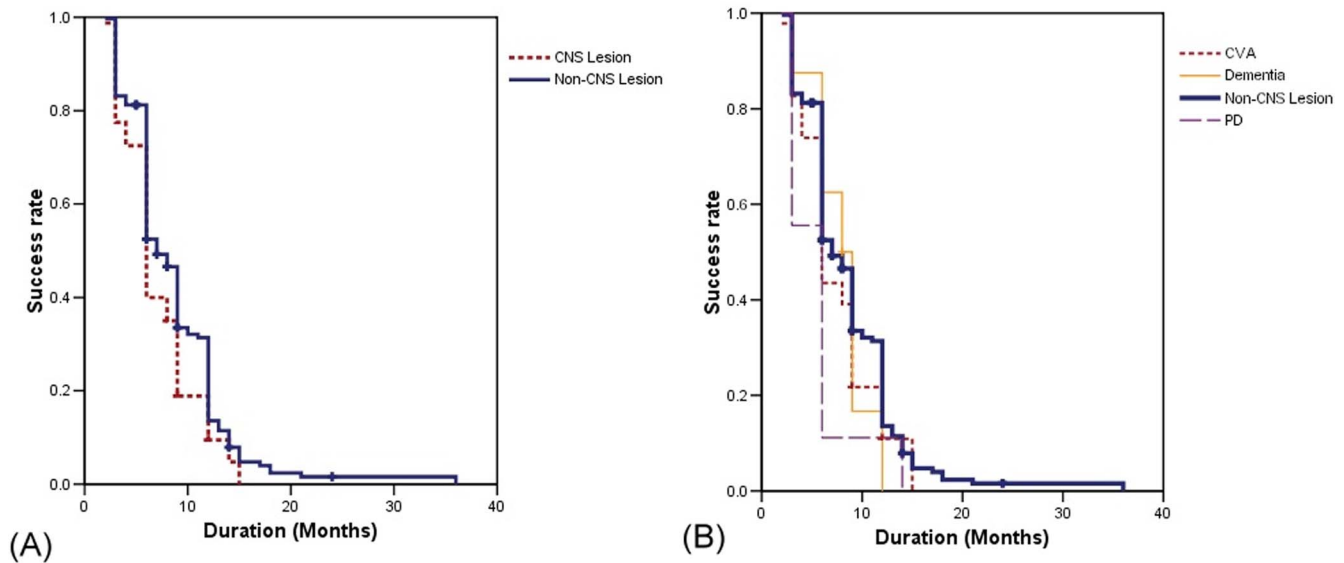 1.0
0.8
0.6
0.4
0.2
0.0
Success rate
0
10
20
30
40
Duration (Months)
CNS Lesion
Non-CNS Lesion
(A)
1.0
0.8
0.6
0.4
0.2
0.0
Success rate
0
10
20
30
40
Duration (Months)
CVA
Dementia
Non-CNS Lesion
PD
(B)